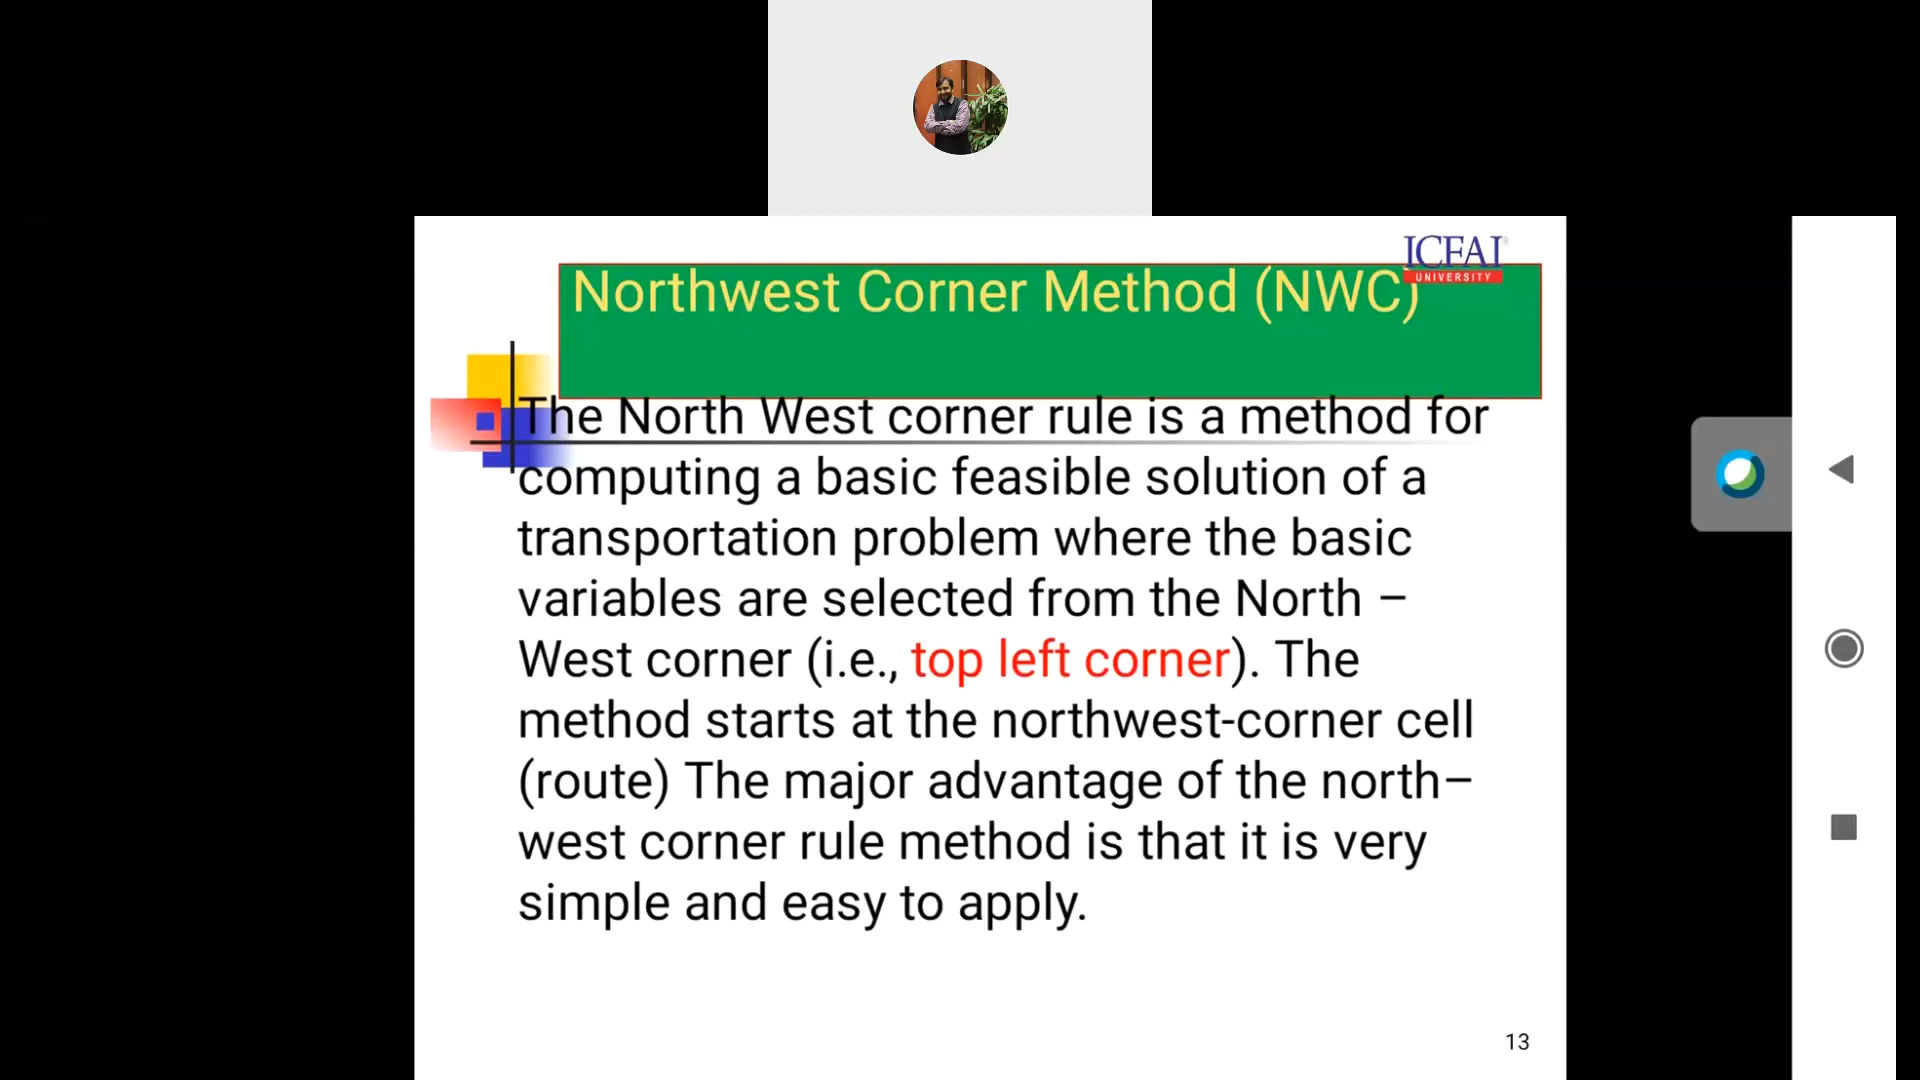 ICFAI
UNIVERSITY
Northwest Corner Method (NWC)
The North West corner rule is a method for
computing a basic feasible solution of a
transportation problem where the basic
variables are selected from the North –
West corner (i.e., top left corner). The
method starts at the northwest-corner cell
(route) The major advantage of the north–
west corner rule method is that it is very
simple and easy to apply.
13